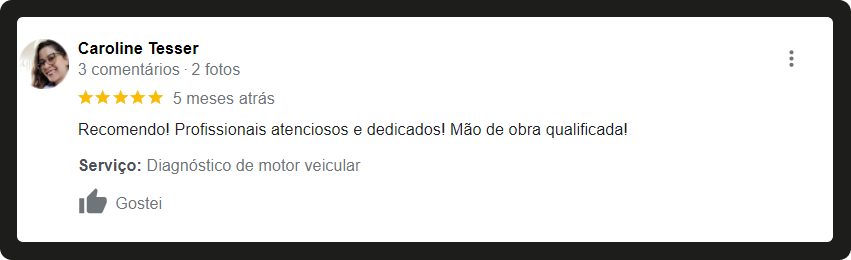 Caroline Tesser
3 comentários · 2 fotos
5 meses atrás
Recomendo! Profissionais atenciosos e dedicados! Mão de obra qualificada!
Serviço: Diagnóstico de motor veicular
Gostei